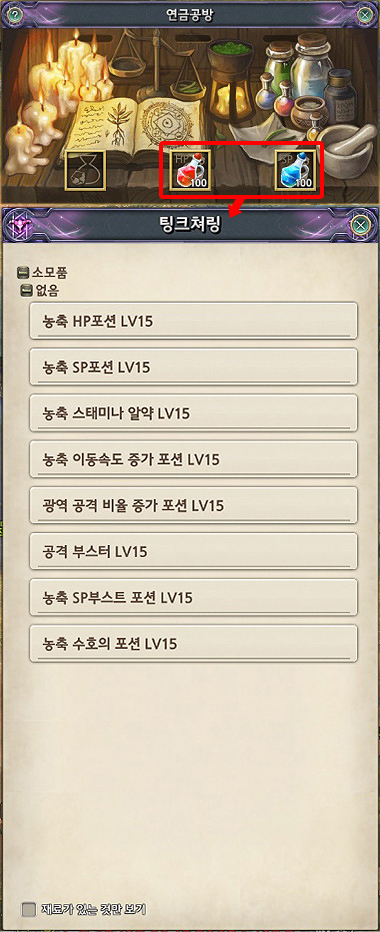 연금공방
HP
100
SP
100
팅크쳐링
소모품
없음
농축 HP포션 LV15
농축 SP포션 LV15
농축 스태미나 알약 LV15
농축 이동속도 증가 포션 LV15
광역 공격 비율 증가 포션 LV15
공격 부스터 LV15
농축 SP부스트 포션 LV15
농축 수호의 포션 LV15
재료가 있는 것만 보기